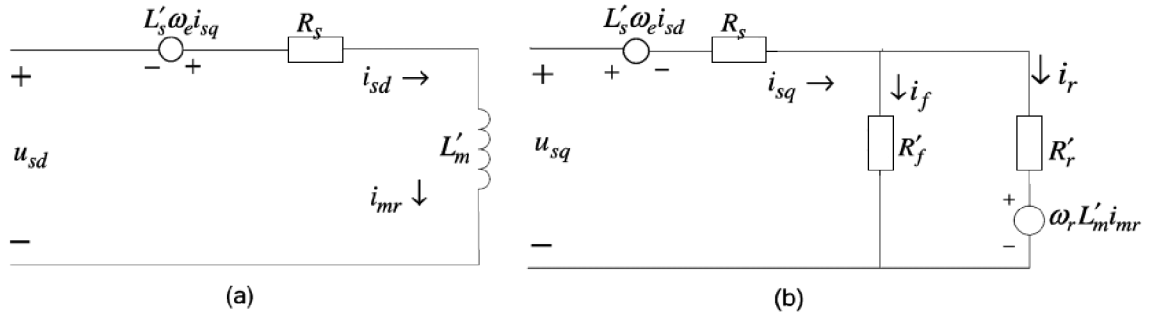 L′sωeisq
Rs
− +
+
isd →
usd
L′m
imr ↓
−
(a)
L′sωeisd
Rs
+ −
+
isq →
↓ if
↓ ir
usq
R′f
R′r
+
ωrL′mimr
−
−
(b)